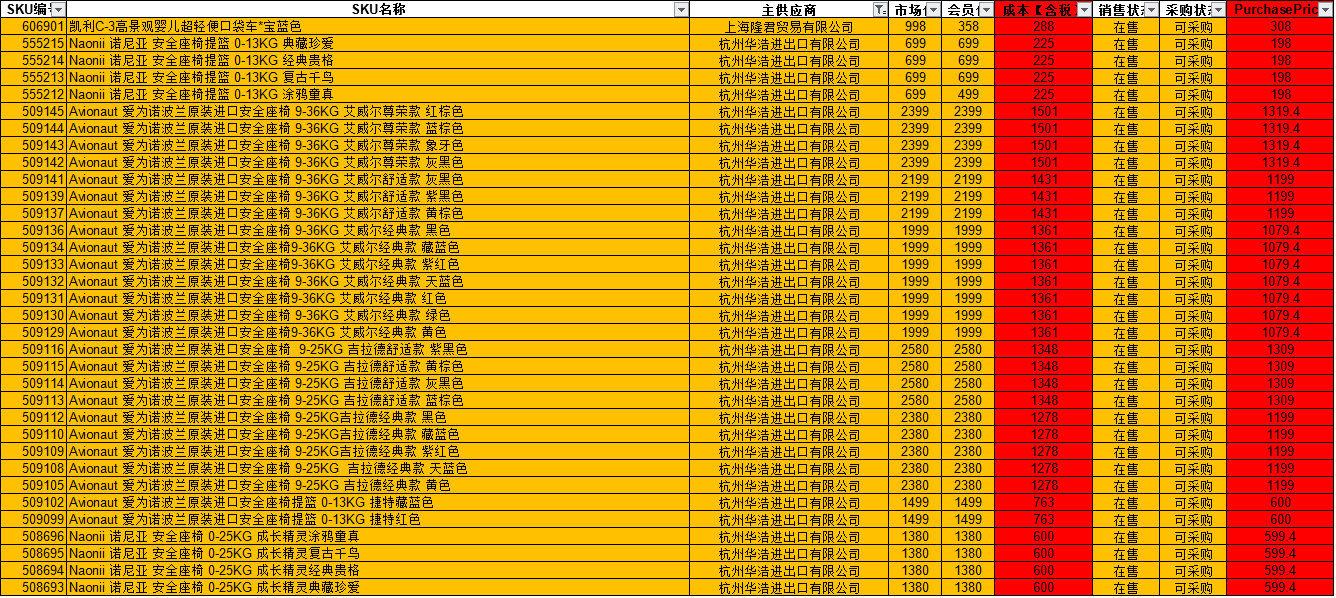 SKU编号 SKU名称 主供应商 市场 会员 成本【含税 销售状态 采购状态 PurchasePric
606901 凯利C-3高景观婴儿超轻便口袋车*宝蓝色 上海隆君贸易有限公司 998 358 288 在售 可采购 308
555215 Naonii 诺尼亚 安全座椅提篮 0-13KG 典藏珍爱 杭州华浩进出口有限公司 699 699 225 在售 可采购 198
555214 Naonii 诺尼亚 安全座椅提篮 0-13KG 经典贵格 杭州华浩进出口有限公司 699 699 225 在售 可采购 198
555213 Naonii 诺尼亚 安全座椅提篮 0-13KG 复古千鸟 杭州华浩进出口有限公司 699 699 225 在售 可采购 198
555212 Naonii 诺尼亚 安全座椅提篮 0-13KG 涂鸦童真 杭州华浩进出口有限公司 699 499 225 在售 可采购 198
509145 Avionaut 爱为诺波兰原装进口安全座椅 9-36KG 艾威尔尊荣款 红棕色 杭州华浩进出口有限公司 2399 2399 1501 在售 可采购 1319.4
509144 Avionaut 爱为诺波兰原装进口安全座椅 9-36KG 艾威尔尊荣款 蓝棕色 杭州华浩进出口有限公司 2399 2399 1501 在售 可采购 1319.4
509143 Avionaut 爱为诺波兰原装进口安全座椅 9-36KG 艾威尔尊荣款 象牙色 杭州华浩进出口有限公司 2399 2399 1501 在售 可采购 1319.4
509142 Avionaut 爱为诺波兰原装进口安全座椅 9-36KG 艾威尔尊荣款 灰黑色 杭州华浩进出口有限公司 2399 2399 1501 在售 可采购 1319.4
509141 Avionaut 爱为诺波兰原装进口安全座椅 9-36KG 艾威尔舒适款 灰黑色 杭州华浩进出口有限公司 2199 2199 1431 在售 可采购 1199
509139 Avionaut 爱为诺波兰原装进口安全座椅 9-36KG 艾威尔舒适款 紫黑色 杭州华浩进出口有限公司 2199 2199 1431 在售 可采购 1199
509137 Avionaut 爱为诺波兰原装进口安全座椅 9-36KG 艾威尔舒适款 黄棕色 杭州华浩进出口有限公司 2199 2199 1431 在售 可采购 1199
509136 Avionaut 爱为诺波兰原装进口安全座椅 9-36KG 艾威尔经典款 黑色 杭州华浩进出口有限公司 1999 1999 1361 在售 可采购 1079.4
509134 Avionaut 爱为诺波兰原装进口安全座椅9-36KG 艾威尔经典款 藏蓝色 杭州华浩进出口有限公司 1999 1999 1361 在售 可采购 1079.4
509133 Avionaut 爱为诺波兰原装进口安全座椅9-36KG 艾威尔经典款 紫红色 杭州华浩进出口有限公司 1999 1999 1361 在售 可采购 1079.4
509132 Avionaut 爱为诺波兰原装进口安全座椅 9-36KG 艾威尔经典款 天蓝色 杭州华浩进出口有限公司 1999 1999 1361 在售 可采购 1079.4
509131 Avionaut 爱为诺波兰原装进口安全座椅9-36KG 艾威尔经典款 红色 杭州华浩进出口有限公司 1999 1999 1361 在售 可采购 1079.4
509130 Avionaut 爱为诺波兰原装进口安全座椅 9-36KG 艾威尔经典款 绿色 杭州华浩进出口有限公司 1999 1999 1361 在售 可采购 1079.4
509129 Avionaut 爱为诺波兰原装进口安全座椅9-36KG 艾威尔经典款 黄色 杭州华浩进出口有限公司 1999 1999 1361 在售 可采购 1079.4
509116 Avionaut 爱为诺波兰原装进口安全座椅 9-25KG 吉拉德舒适款 紫黑色 杭州华浩进出口有限公司 2580 2580 1348 在售 可采购 1309
509115 Avionaut 爱为诺波兰原装进口安全座椅 9-25KG 吉拉德舒适款 黄棕色 杭州华浩进出口有限公司 2580 2580 1348 在售 可采购 1309
509114 Avionaut 爱为诺波兰原装进口安全座椅 9-25KG 吉拉德舒适款 灰黑色 杭州华浩进出口有限公司 2580 2580 1348 在售 可采购 1309
509113 Avionaut 爱为诺波兰原装进口安全座椅 9-25KG 吉拉德舒适款 蓝棕色 杭州华浩进出口有限公司 2580 2580 1348 在售 可采购 1309
509112 Avionaut 爱为诺波兰原装进口安全座椅 9-25KG吉拉德经典款 黑色 杭州华浩进出口有限公司 2380 2380 1278 在售 可采购 1199
509110 Avionaut 爱为诺波兰原装进口安全座椅 9-25KG吉拉德经典款 藏蓝色 杭州华浩进出口有限公司 2380 2380 1278 在售 可采购 1199
509109 Avionaut 爱为诺波兰原装进口安全座椅 9-25KG吉拉德经典款 紫红色 杭州华浩进出口有限公司 2380 2380 1278 在售 可采购 1199
509108 Avionaut 爱为诺波兰原装进口安全座椅 9-25KG 吉拉德经典款 天蓝色 杭州华浩进出口有限公司 2380 2380 1278 在售 可采购 1199
509105 Avionaut 爱为诺波兰原装进口安全座椅 9-25KG 吉拉德经典款 黄色 杭州华浩进出口有限公司 2380 2380 1278 在售 可采购 1199
509102 Avionaut 爱为诺波兰原装进口安全座椅提篮 0-13KG 捷特藏蓝色 杭州华浩进出口有限公司 1499 1499 763 在售 可采购 600
509099 Avionaut 爱为诺波兰原装进口安全座椅提篮 0-13KG 捷特红色 杭州华浩进出口有限公司 1499 1499 763 在售 可采购 600
508696 Naonii 诺尼亚 安全座椅 0-25KG 成长精灵涂鸦童真 杭州华浩进出口有限公司 1380 1380 600 在售 可采购 599.4
508695 Naonii 诺尼亚 安全座椅 0-25KG 成长精灵复古千鸟 杭州华浩进出口有限公司 1380 1380 600 在售 可采购 599.4
508694 Naonii 诺尼亚 安全座椅 0-25KG 成长精灵经典贵格 杭州华浩进出口有限公司 1380 1380 600 在售 可采购 599.4
508693 Naonii 诺尼亚 安全座椅 0-25KG 成长精灵典藏珍爱 杭州华浩进出口有限公司 1380 1380 600 在售 可采购 599.4